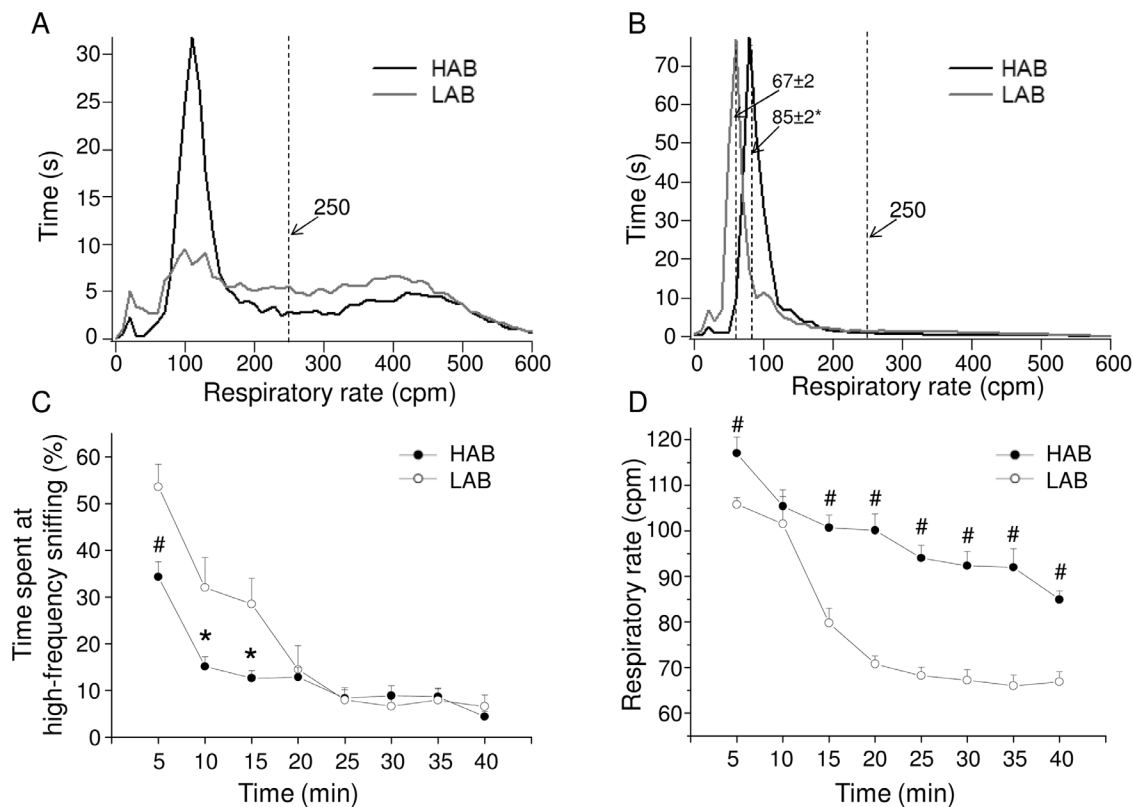 A
HAB
LAB
250
Time (s)
30
25
20
15
10
5
0
0 100 200 300 400 500 600
Respiratory rate (cpm)
B
HAB
LAB
67±2
85±2*
250
Time (s)
70
60
50
40
30
20
10
0
0 100 200 300 400 500 600
Respiratory rate (cpm)
C
HAB
LAB
#
*
*
Time spent at
high-frequency sniffing (%)
60
50
40
30
20
10
0
5 10 15 20 25 30 35 40
Time (min)
D
HAB
LAB
#
# # # # # #
Respiratory rate (cpm)
120
110
100
90
80
70
60
5 10 15 20 25 30 35 40
Time (min)